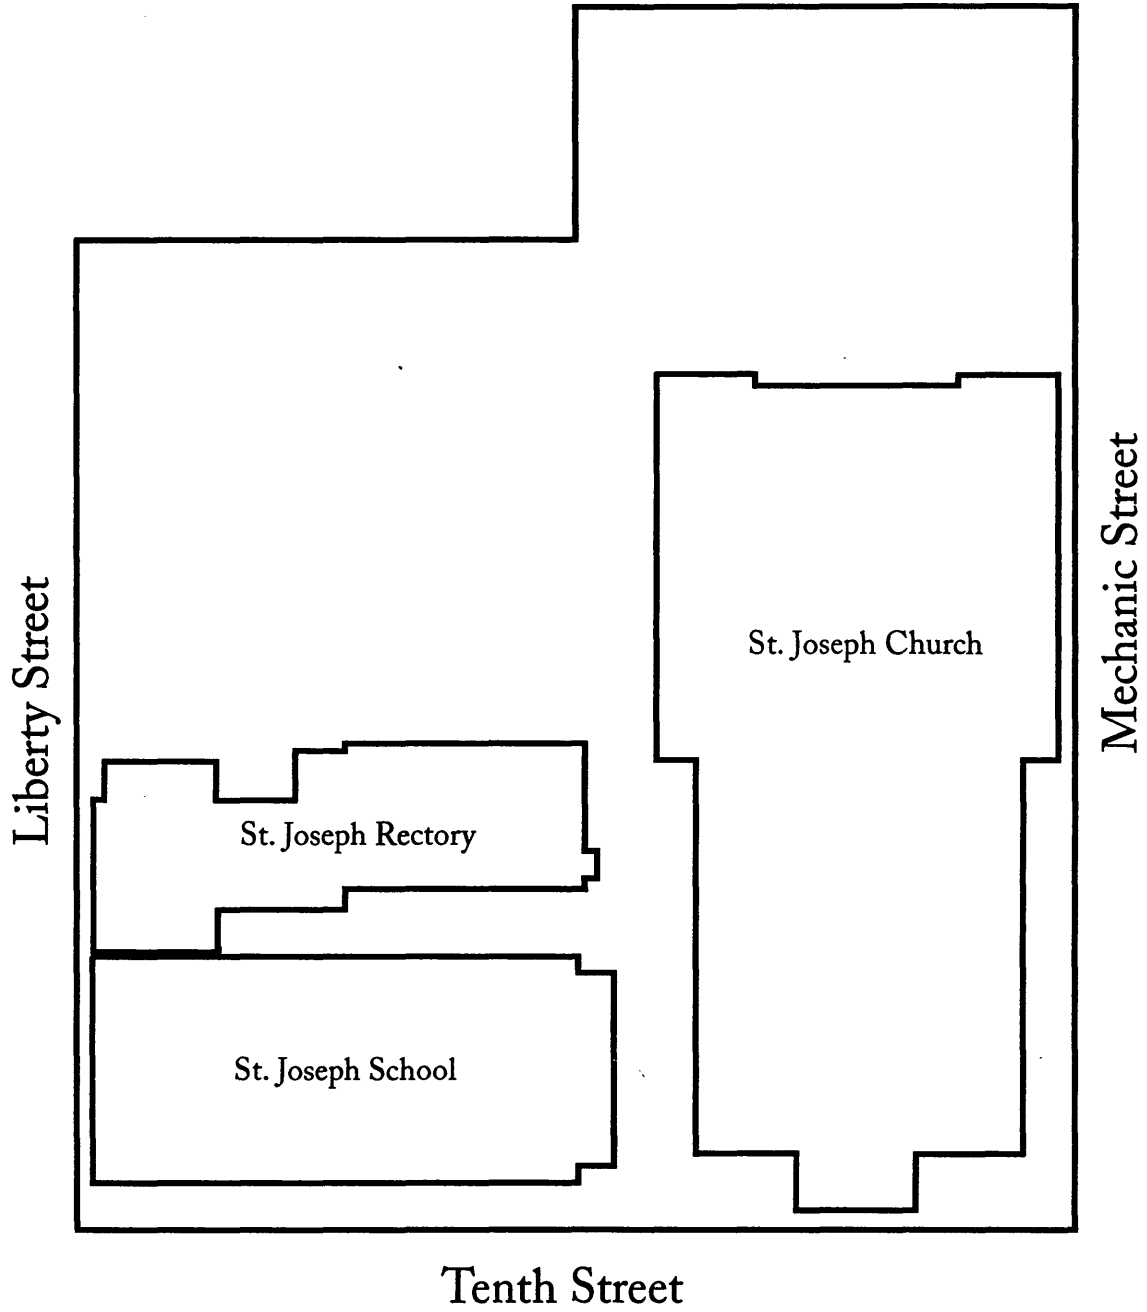 St. Joseph Church
Mechanic Street
Liberty Street
St. Joseph Rectory
St. Joseph School
Tenth Street